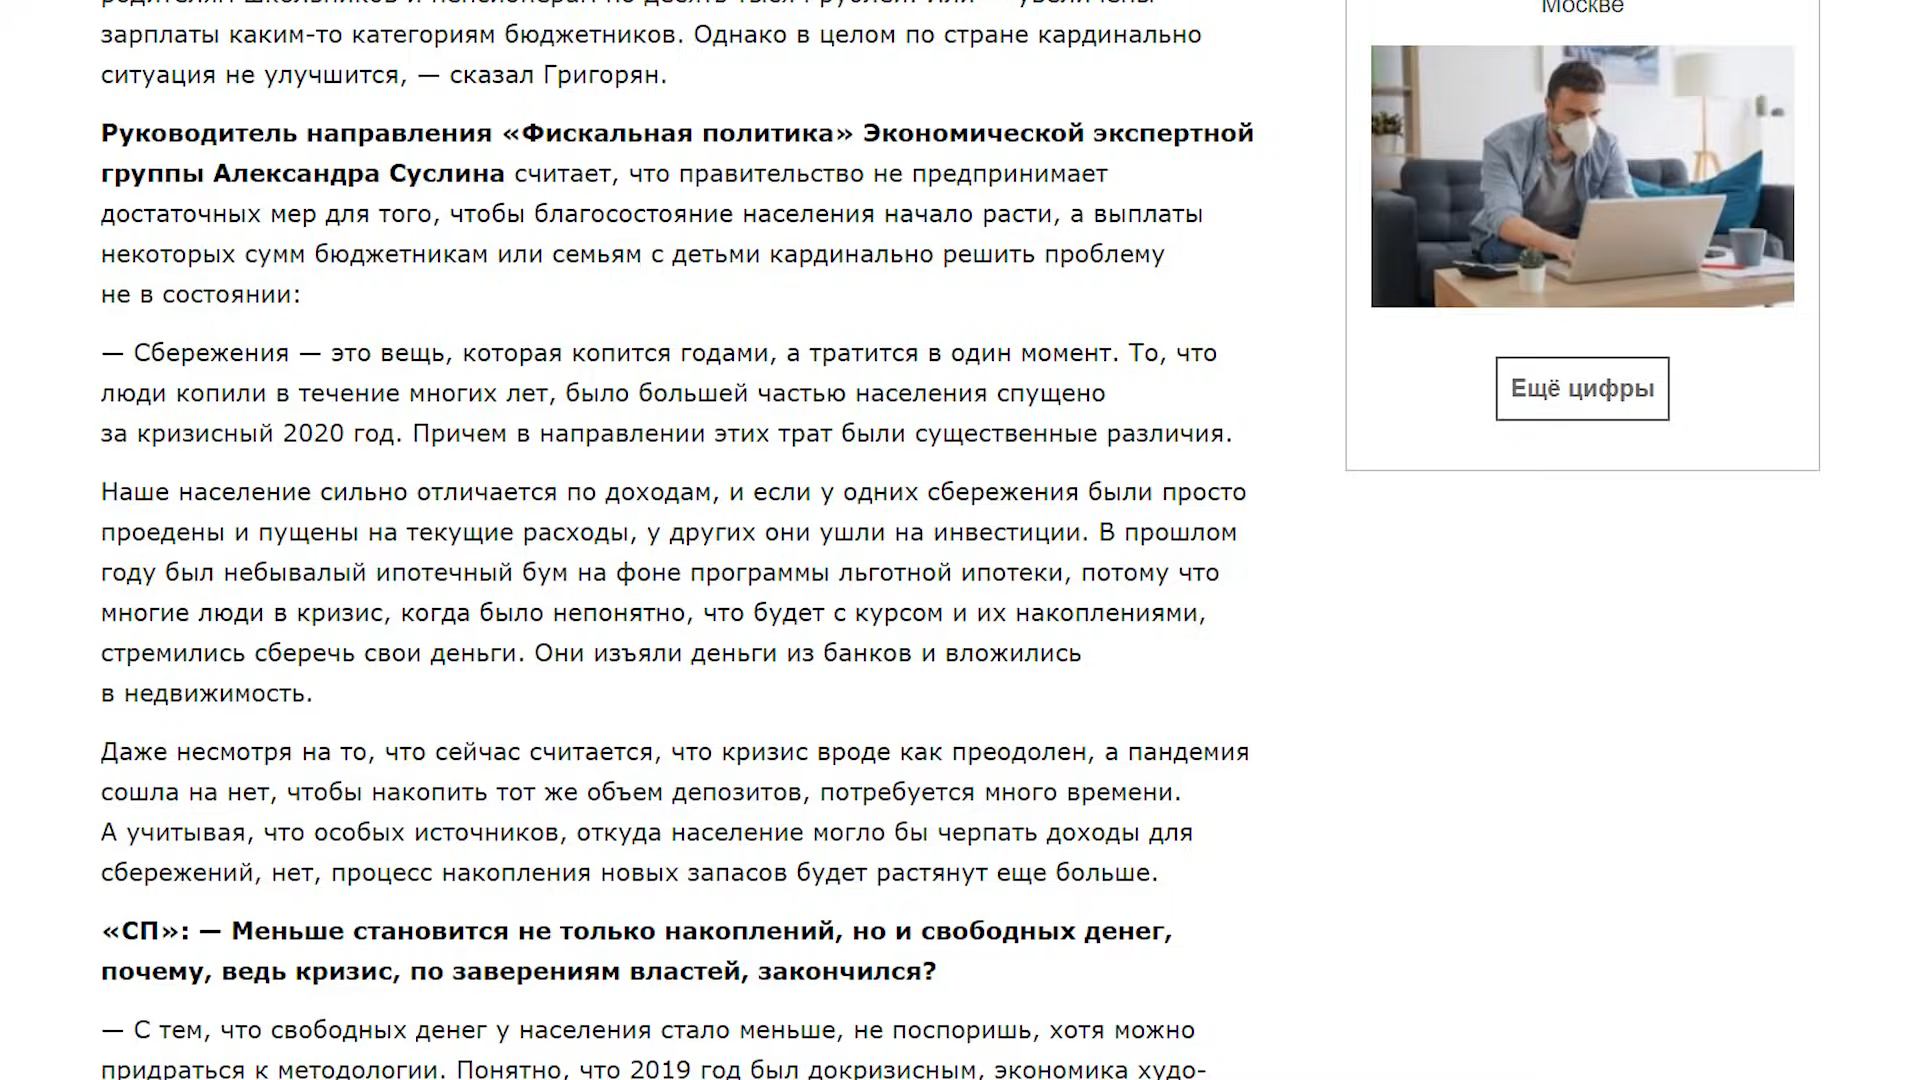 зарплаты каким-то категориям бюджетников. Однако в целом по стране кардинально
ситуация не улучшится, — сказал Григорян.
Руководитель направления «Фискальная политика» Экономической экспертной
группы Александра Суслина считает, что правительство не предпринимает
достаточных мер для того, чтобы благосостояние населения начало расти, а выплаты
некоторых сумм бюджетникам или семьям с детьми кардинально решить проблему
не в состоянии:
— Сбережения — это вещь, которая копится годами, а тратится в один момент. То, что
люди копили в течение многих лет, было большей частью населения спущено
за кризисный 2020 год. Причем в направлении этих трат были существенные различия.
Наше население сильно отличается по доходам, и если у одних сбережения были просто
проедены и пущены на текущие расходы, у других они ушли на инвестиции. В прошлом
году был небывалый ипотечный бум на фоне программы льготной ипотеки, потому что
многие люди в кризис, когда было непонятно, что будет с курсом и их накоплениями,
стремились сберечь свои деньги. Они изъяли деньги из банков и вложились
в недвижимость.
Даже несмотря на то, что сейчас считается, что кризис вроде как преодолен, а пандемия
сошла на нет, чтобы накопить тот же объем депозитов, потребуется много времени.
А учитывая, что особых источников, откуда население могло бы черпать доходы для
сбережений, нет, процесс накопления новых запасов будет растянут еще больше.
«СП»: — Меньше становится не только накоплений, но и свободных денег,
почему, ведь кризис, по заверениям властей, закончился?
— С тем, что свободных денег у населения стало меньше, не поспоришь, хотя можно
придраться к методологии. Понятно, что 2019 год был докризисным, экономика худо-
Москве
Ещё цифры